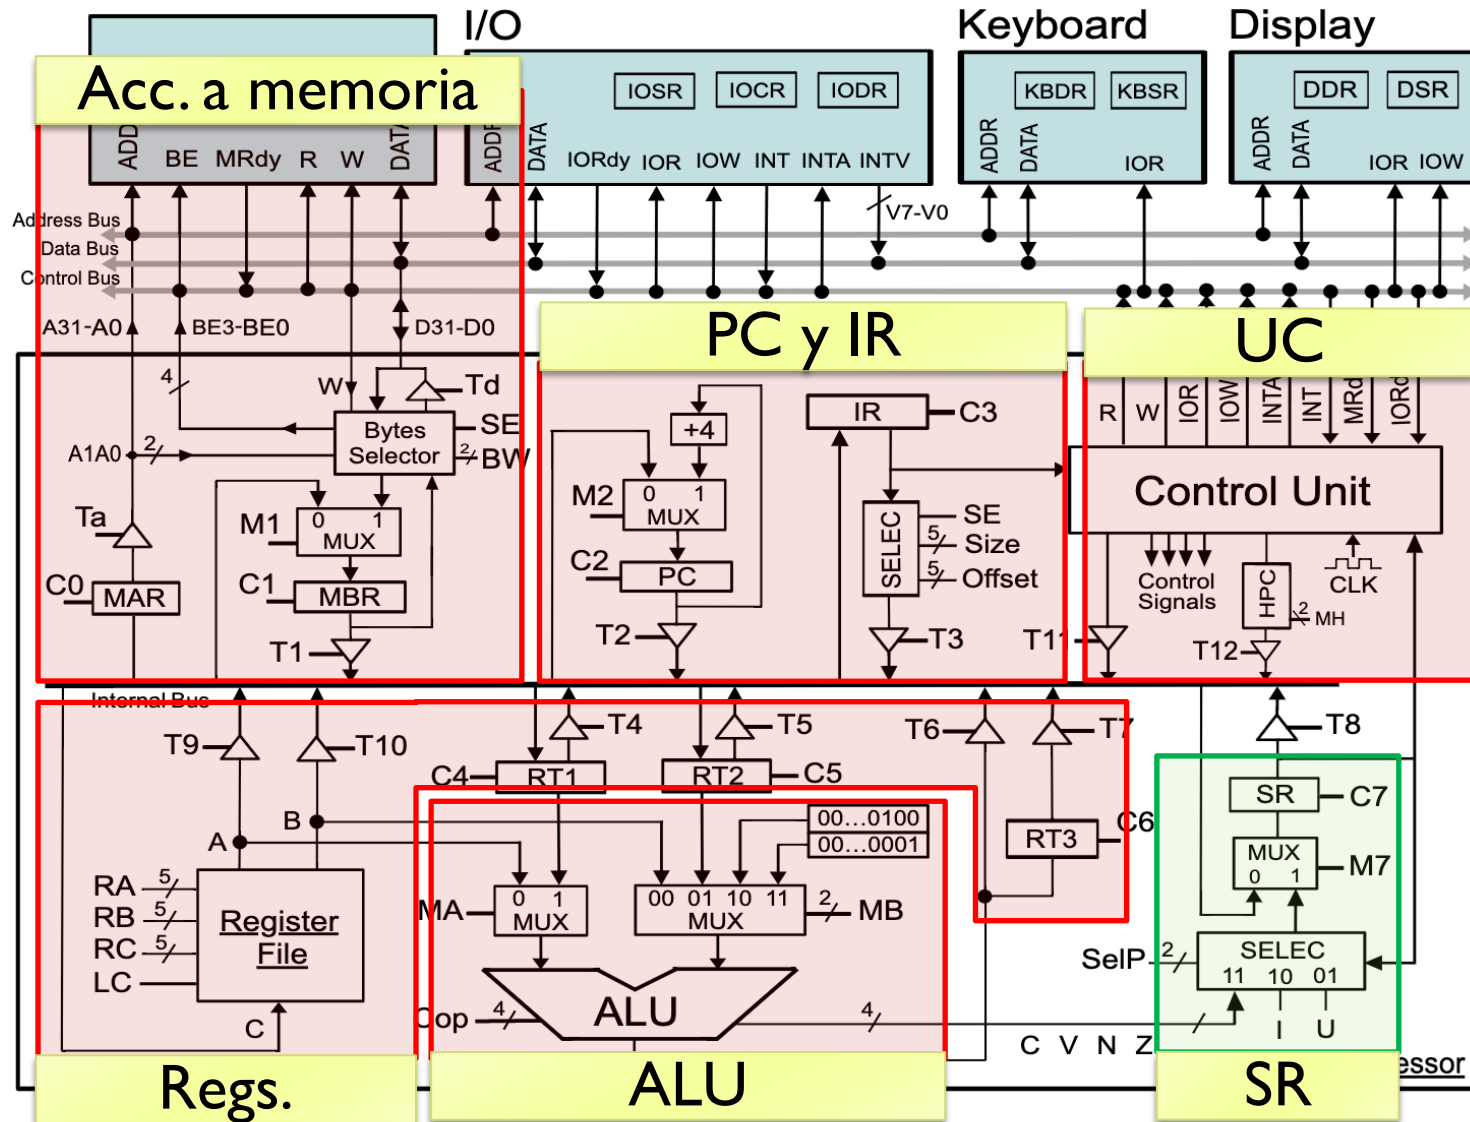 I/O
Keyboard
Display
Acc. a memoria
IOSR
IOCR
IODR
KBDR
KBSR
DDR
DSR
BE
MRdy
R
W
DATA
ADDR
DATA
IORdy
IOR
IOW
INT
INTA
INTV
ADDR
DATA
IOR
ADDR
DATA
IOR
IOW
V7-V0
Address Bus
Data Bus
Control Bus
A31-A0
BE3-BE0
D31-D0
PC y IR
UC
4
W
Td
SE
Bytes
Selector
2
BW
A1A0
2
Ta
M1
0
1
MUX
C0
MAR
C1
MBR
T1
+4
M2
0
1
MUX
C2
PC
T2
IR
C3
SELEC
SE
5
Size
5
Offset
T3
R
W
IOR
IOW
INTA
INT
Control Unit
Control
Signals
HPC
CLK
2
MH
T11
T12
Internal Bus
T9
T10
T4
T5
T6
T7
T8
C4
RT1
RT2
C5
SR
C7
B
A
00...0100
00...0001
RT3
C6
MUX
0
1
M7
RA
5
RB
5
RC
5
LC
Register
File
C
MA
0
1
MUX
00
01
10
11
MUX
2
MB
SelP
2
SELEC
11
10
01
I
U
4
ALU
4
C V N Z
essor
Regs.
ALU
SR